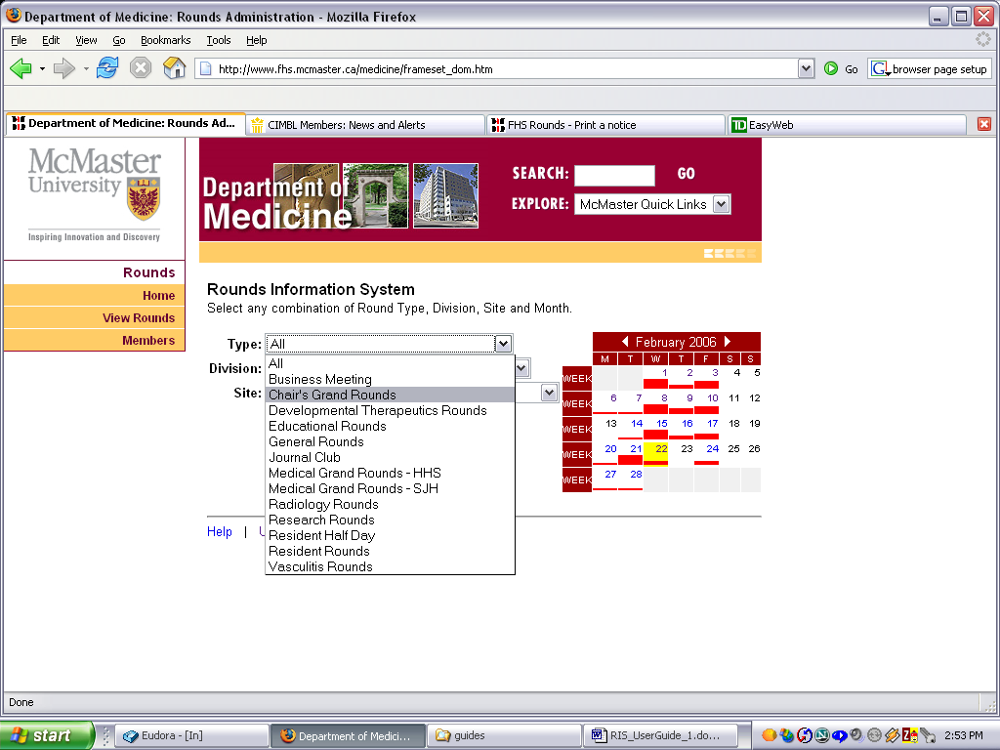 Department of Medicine: Rounds Administration - Mozilla Firefox
File Edit View Go Bookmarks Tools Help
http://www.fhs.mcmaster.ca/medicine/frameset_dom.htm Go browser page setup
Department of Medicine: Rounds Ad... CIMBL Members: News and Alerts FHS Rounds - Print a notice TD EasyWeb
McMaster
University
Inspiring Innovation and Discovery
Rounds
Home
View Rounds
Members
Department of
Medicine
SEARCH: GO
EXPLORE: McMaster Quick Links
Rounds Information System
Select any combination of Round Type, Division, Site and Month.
Type: All
Division:
Site:
All
Business Meeting
Chair's Grand Rounds
Developmental Therapeutics Rounds
Educational Rounds
General Rounds
Journal Club
Medical Grand Rounds - HHS
Medical Grand Rounds - SJH
Radiology Rounds
Research Rounds
Resident Half Day
Resident Rounds
Vasculitis Rounds
February 2006
M T W T F S S
WEEK 1 2 3 4 5
WEEK 6 7 8 9 10 11 12
WEEK 13 14 15 16 17 18 19
WEEK 20 21 22 23 24 25 26
WEEK 27 28
Help | U
Done
start Eudora - [In] Department of Medici... guides RIS_UserGuide_1.do... 2:53 PM